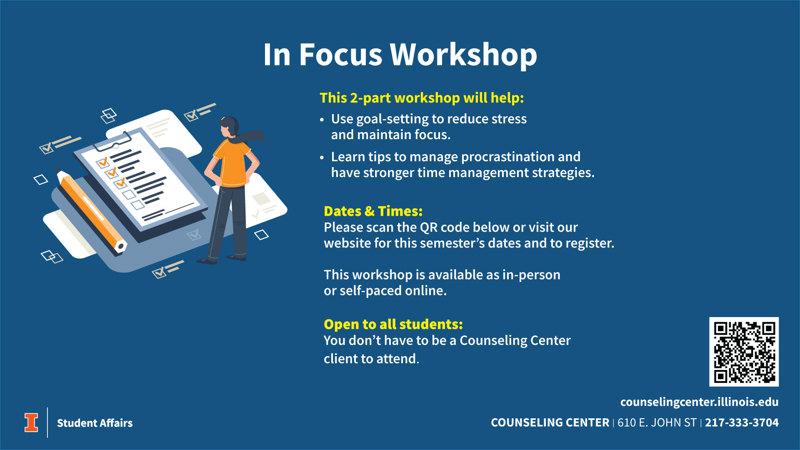 In Focus Workshop
This 2-part workshop will help:
• Use goal-setting to reduce stress
and maintain focus.
• Learn tips to manage procrastination and
have stronger time management strategies.
Dates & Times:
Please scan the QR code below or visit our
website for this semester’s dates and to register.
This workshop is available as in-person
or self-paced online.
Open to all students:
You don’t have to be a Counseling Center
client to attend.
counselingcenter.illinois.edu
I | Student Affairs
COUNSELING CENTER | 610 E. JOHN ST | 217-333-3704